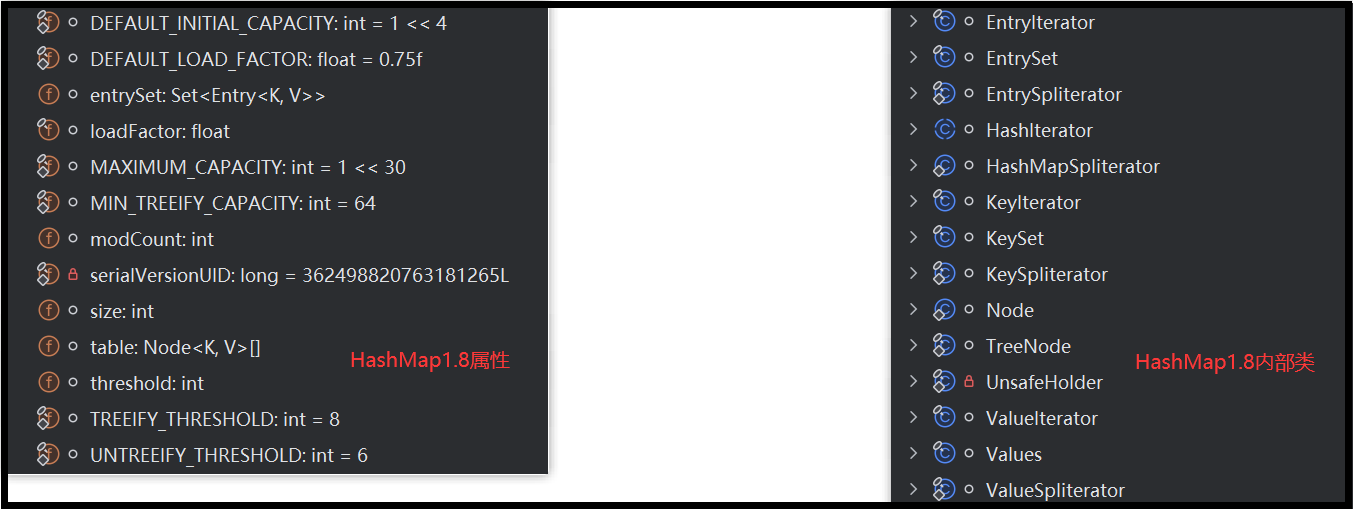 DEFAULT_INITIAL_CAPACITY: int = 1 << 4
DEFAULT_LOAD_FACTOR: float = 0.75f
entrySet: Set<Entry<K, V>>
loadFactor: float
MAXIMUM_CAPACITY: int = 1 << 30
MIN_TREEIFY_CAPACITY: int = 64
modCount: int
serialVersionUID: long = 362498820763181265L
size: int
table: Node<K, V>[]
HashMap1.8属性
threshold: int
TREEIFY_THRESHOLD: int = 8
UNTREEIFY_THRESHOLD: int = 6
EntryIterator
EntrySet
EntrySpliterator
HashIterator
HashMapSpliterator
KeyIterator
KeySet
KeySpliterator
Node
TreeNode
HashMap1.8内部类
UnsafeHolder
ValueIterator
Values
ValueSpliterator